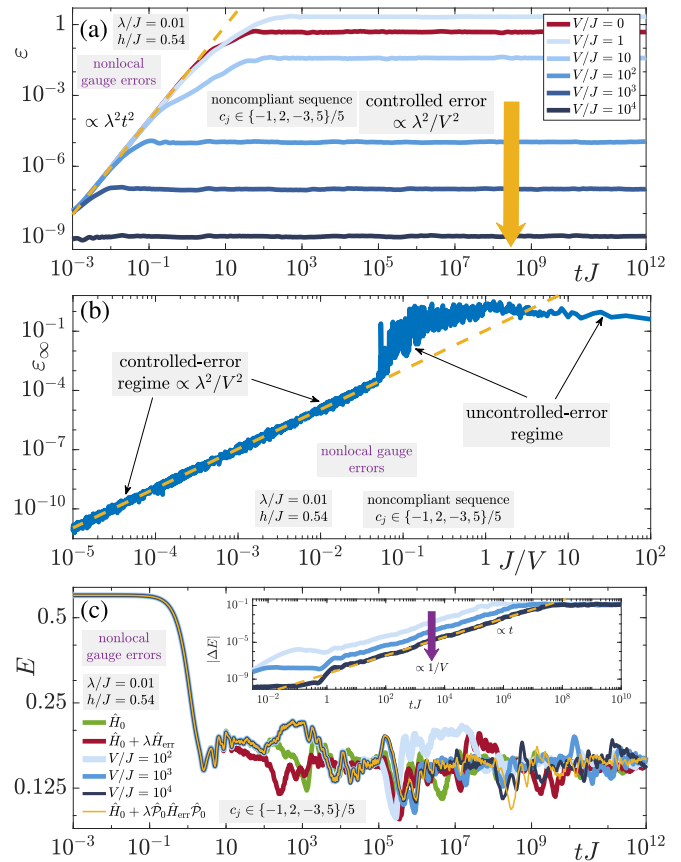 (a)
λ/J = 0.01
h/J = 0.54
nonlocal
gauge errors
∝ λ²t²
noncompliant sequence
c_j ∈ {−1, 2, −3, 5}/5
controlled error
∝ λ²/V²
V/J = 0
V/J = 1
V/J = 10
V/J = 10²
V/J = 10³
V/J = 10⁴
ε
1
10⁻³
10⁻⁶
10⁻⁹
10⁻³ 10⁻¹ 10 10³ 10⁵ 10⁷ 10⁹ 10¹²
tJ
(b)
controlled-error
regime ∝ λ²/V²
uncontrolled-error
regime
nonlocal gauge
errors
λ/J = 0.01
h/J = 0.54
noncompliant sequence
c_j ∈ {−1, 2, −3, 5}/5
ε_∞
10⁻¹
10⁻⁴
10⁻⁷
10⁻¹⁰
10⁻⁵ 10⁻⁴ 10⁻³ 10⁻² 10⁻¹ 1 10 10²
J/V
(c)
nonlocal
gauge errors
λ/J = 0.01
h/J = 0.54
Ĥ₀
Ĥ₀ + λĤ_err
V/J = 10²
V/J = 10³
V/J = 10⁴
Ĥ₀ + λP̂₀Ĥ_errP̂₀
c_j ∈ {−1, 2, −3, 5}/5
|ΔE|
10⁻¹
10⁻⁵
10⁻⁹
∝ t
∝ 1/V
10⁻² 1 10² 10⁴ 10⁶ 10⁸ 10¹⁰
tJ
E
0.5
0.25
0.125
10⁻³ 10⁻¹ 10 10³ 10⁵ 10⁷ 10⁹ 10¹²
tJ